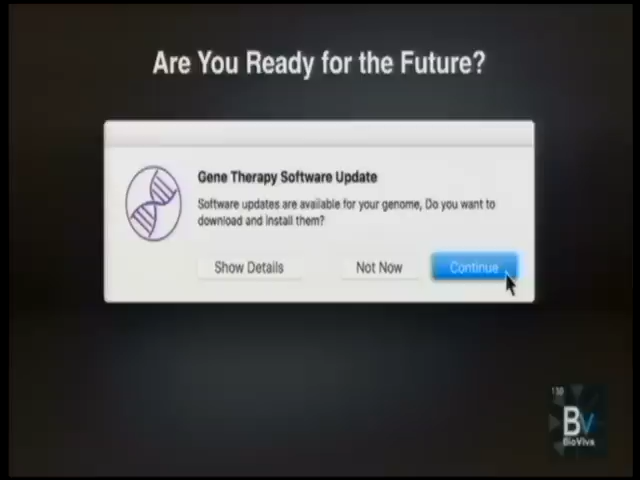 Are You Ready for the Future?
Gene Therapy Software Update
Software updates are available for your genome, Do you want to
download and install them?
Show Details
Not Now
Continue
130
BV
BioViva